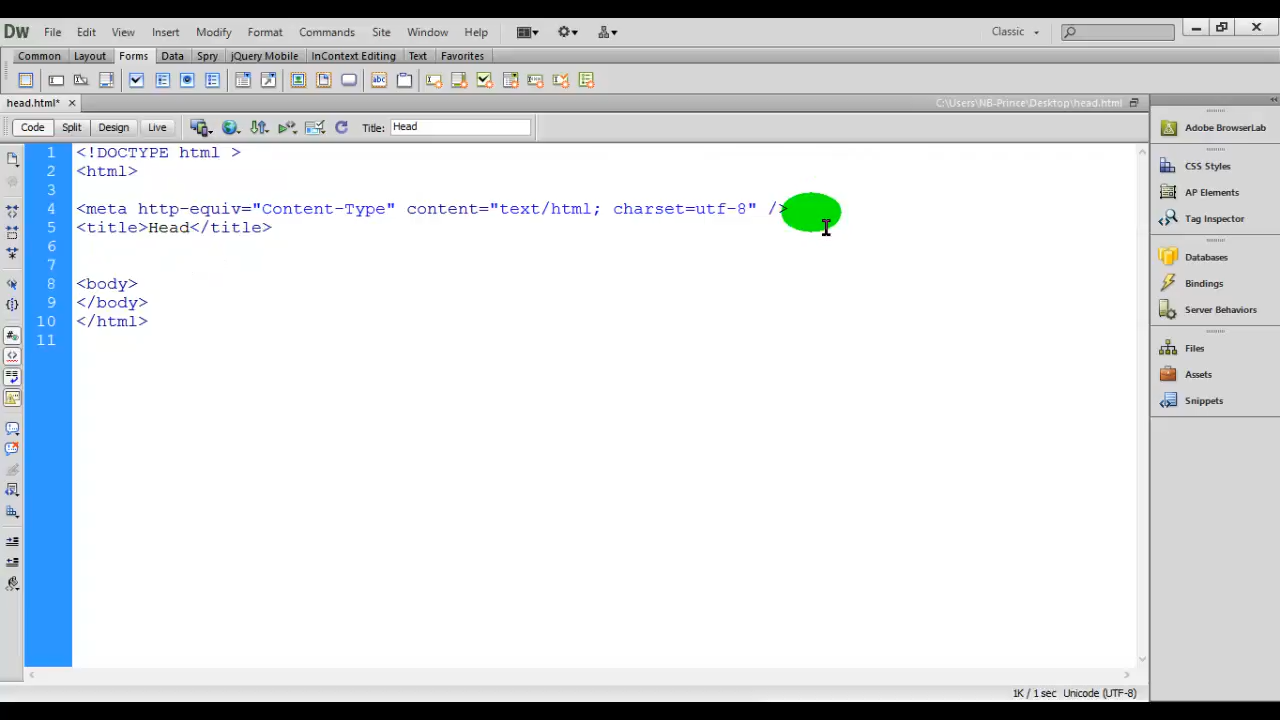 Dw File Edit View Insert Modify Format Commands Site Window Help Classic
Common Layout Forms Data Spry jQuery Mobile InContext Editing Text Favorites
abc
head.html* C:\Users\NB-Prince\Desktop\head.html
Code Split Design Live Title: Head
1 <!DOCTYPE html >
2 <html>
3
4 <meta http-equiv="Content-Type" content="text/html; charset=utf-8" />
5 <title>Head</title>
6
7
8 <body>
9 </body>
10 </html>
11
Adobe BrowserLab
CSS Styles
AP Elements
Tag Inspector
Databases
Bindings
Server Behaviors
Files
Assets
Snippets
1K / 1 sec Unicode (UTF-8)